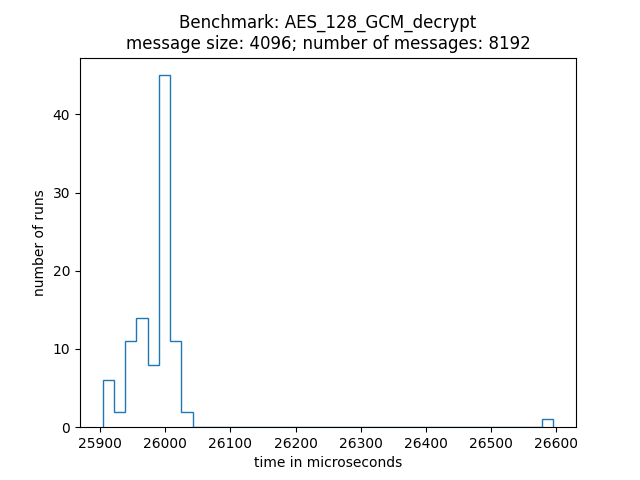 Benchmark: AES_128_GCM_decrypt
message size: 4096; number of messages: 8192
number of runs
40
30
20
10
0
25900 26000 26100 26200 26300 26400 26500 26600
time in microseconds